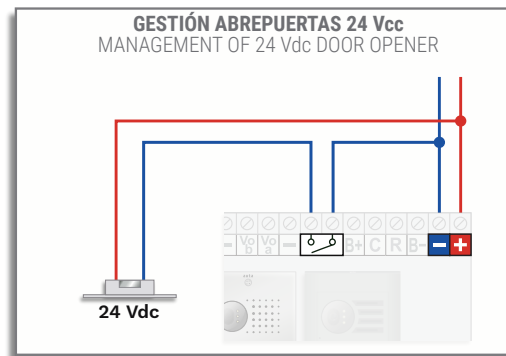 GESTIÓN ABREPUERTAS 24 Vcc
MANAGEMENT OF 24 Vdc DOOR OPENER
– Vo b Vo a – B+ C R B- – +
24 Vdc